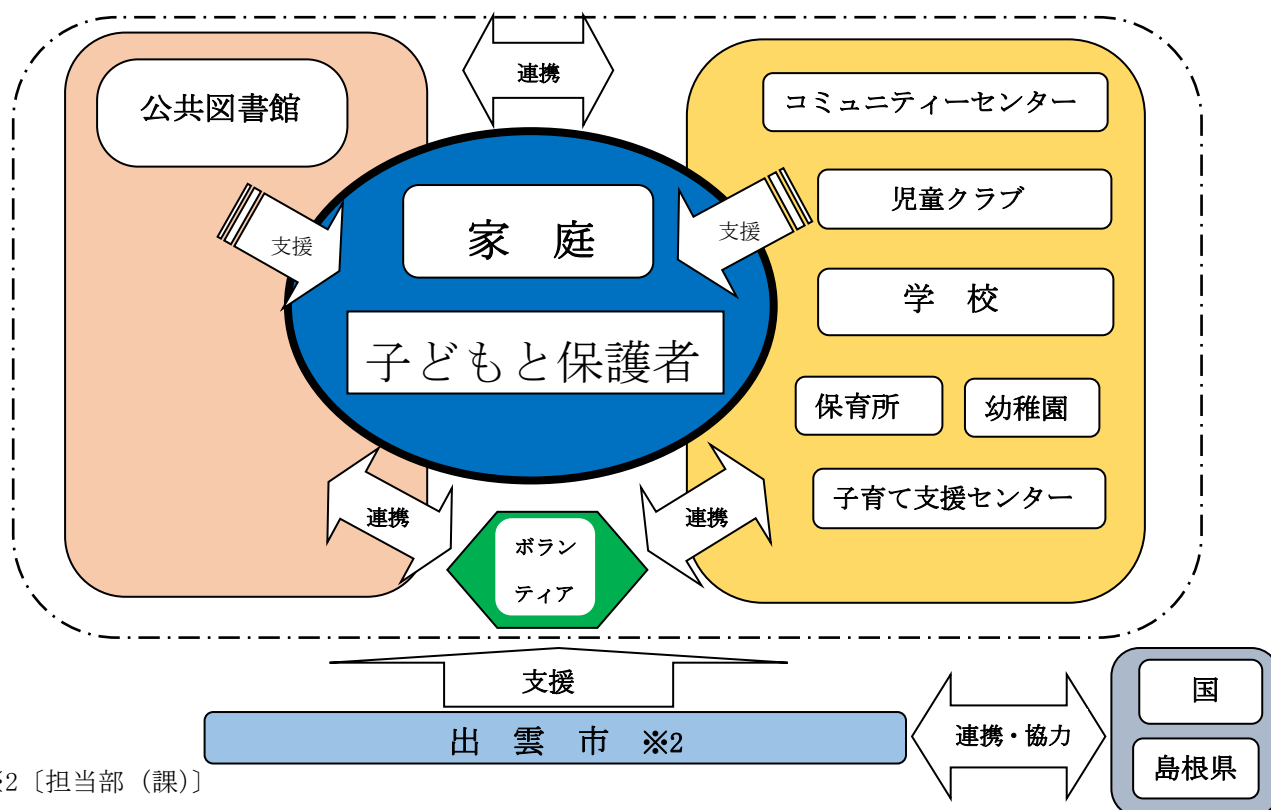 連携
公共図書館
コミュニティーセンター
児童クラブ
支援
家　庭
支援
学　校
子どもと保護者
保育所
幼稚園
子育て支援センター
連携
連携
ボラン
ティア
支援
国
出　雲　市　※2
連携・協力
島根県
※2〔担当部（課）〕